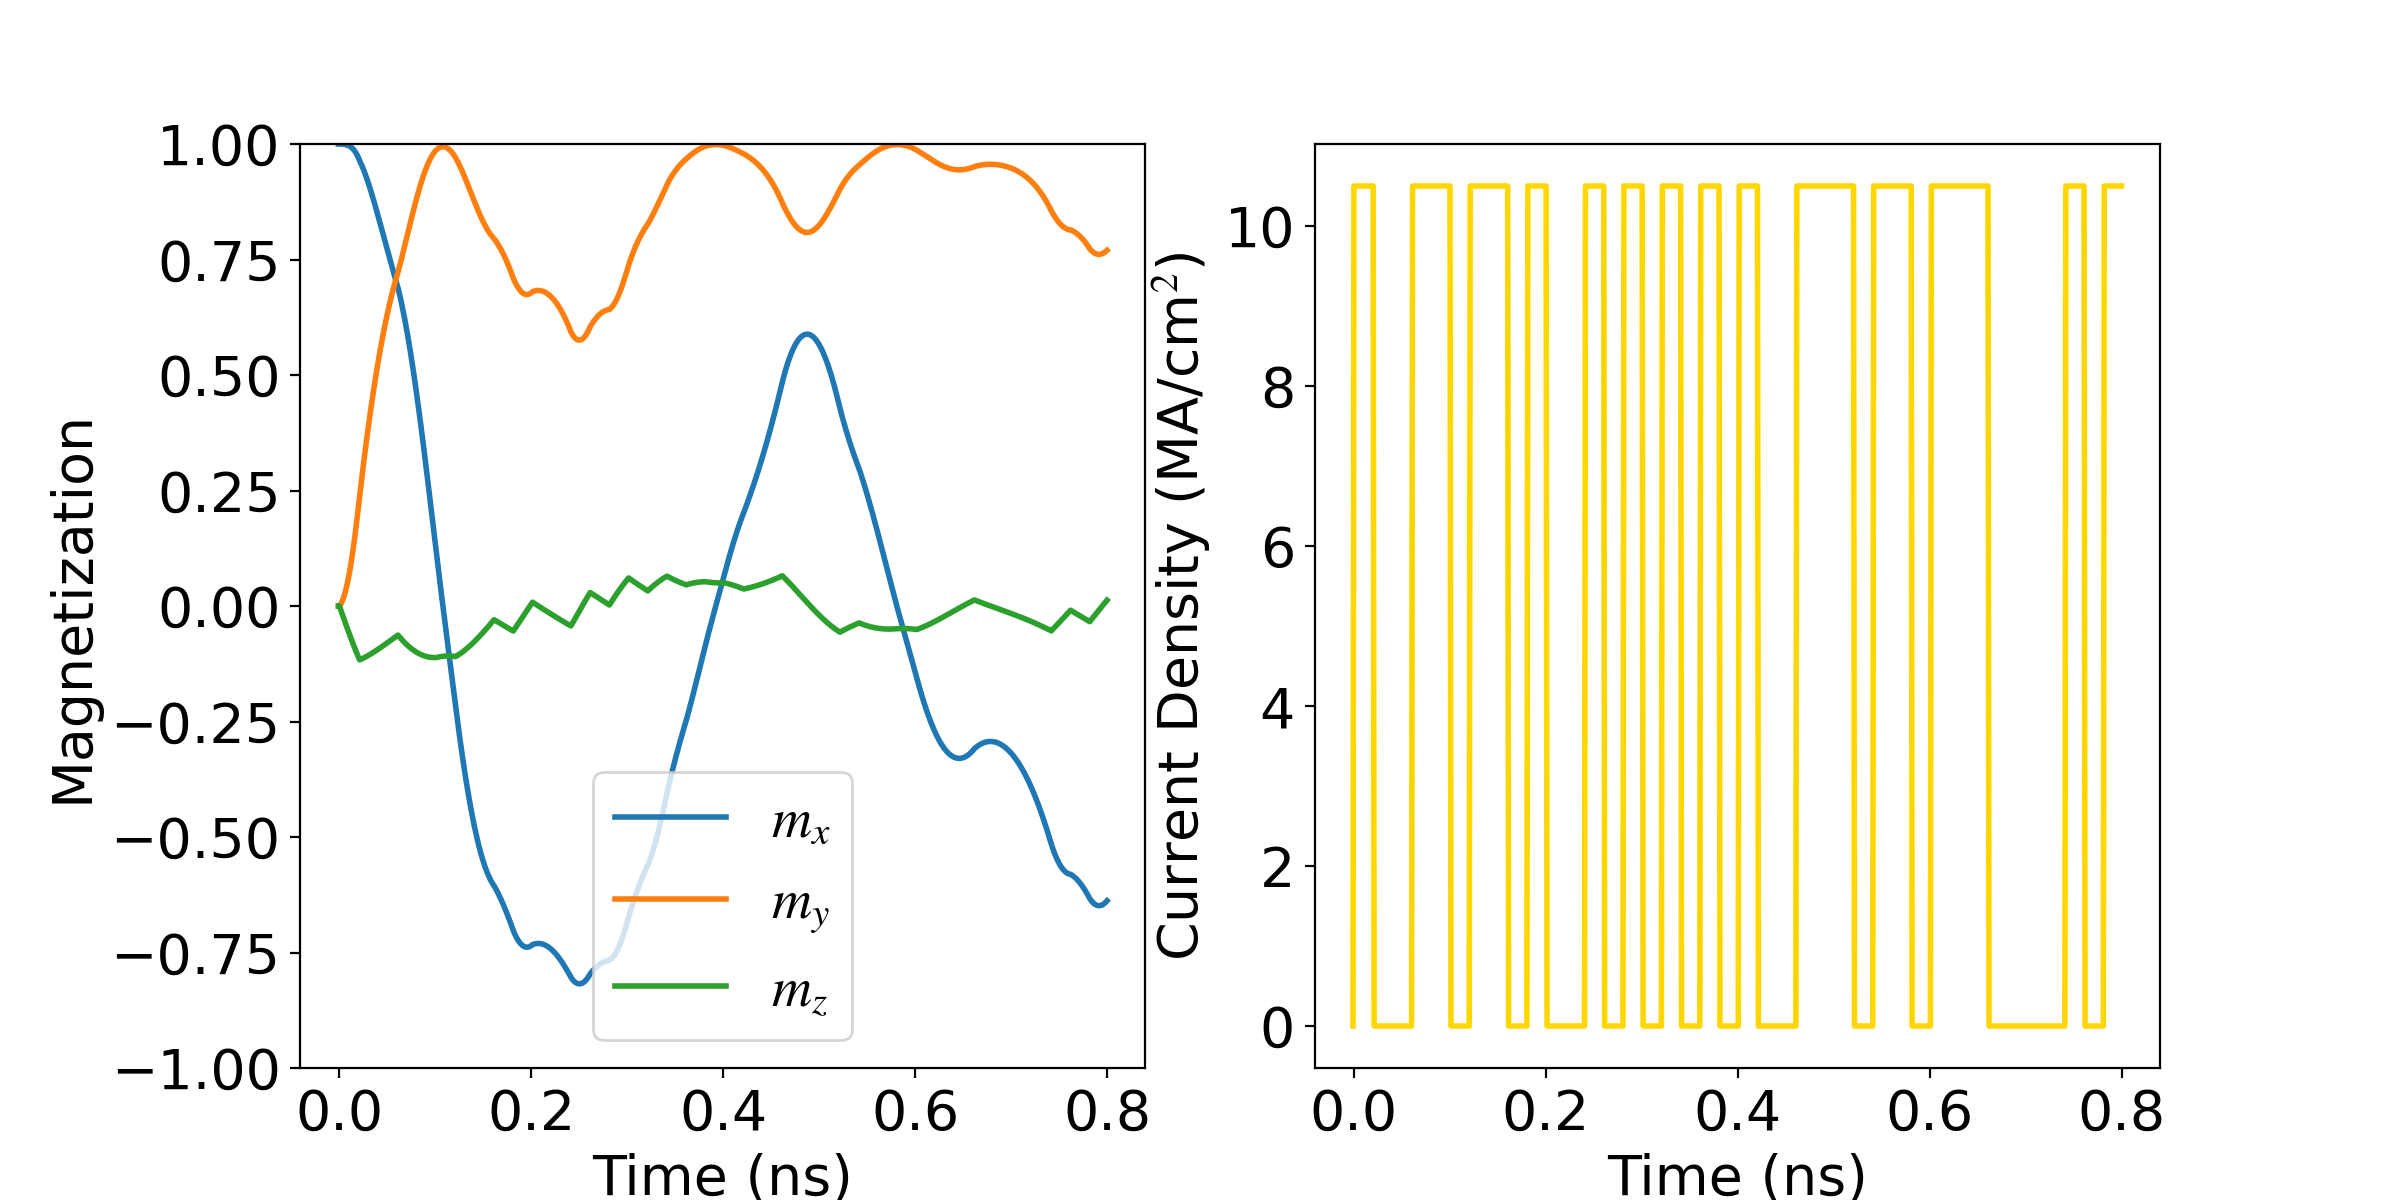 Magnetization
1.00
0.75
0.50
0.25
0.00
−0.25
−0.50
−0.75
−1.00
0.0 0.2 0.4 0.6 0.8
Time (ns)
m_x
m_y
m_z
Current Density (MA/cm²)
10
8
6
4
2
0
0.0 0.2 0.4 0.6 0.8
Time (ns)